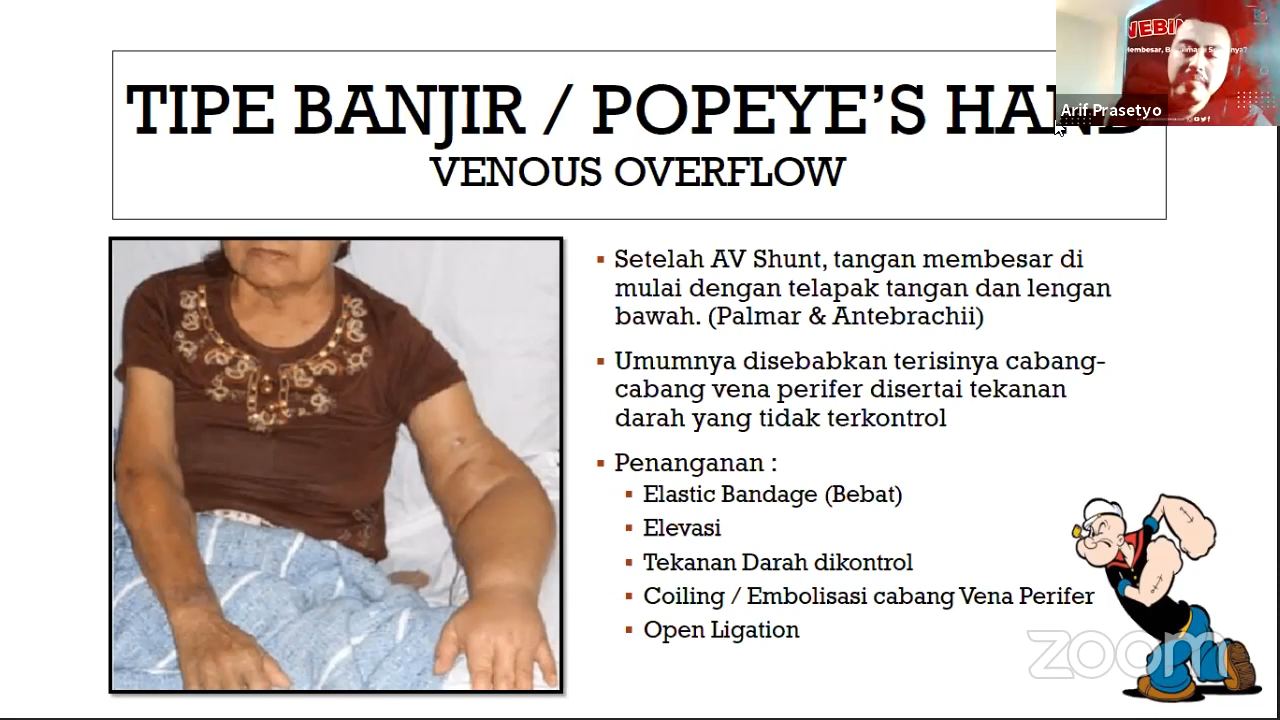 TIPE BANJIR / POPEYE'S HAND
VENOUS OVERFLOW
Arif Prasetyo
▪ Setelah AV Shunt, tangan membesar di
mulai dengan telapak tangan dan lengan
bawah. (Palmar & Antebrachii)
▪ Umumnya disebabkan terisinya cabang-
cabang vena perifer disertai tekanan
darah yang tidak terkontrol
▪ Penanganan :
▪ Elastic Bandage (Bebat)
▪ Elevasi
▪ Tekanan Darah dikontrol
▪ Coiling / Embolisasi cabang Vena Perifer
▪ Open Ligation
zoom